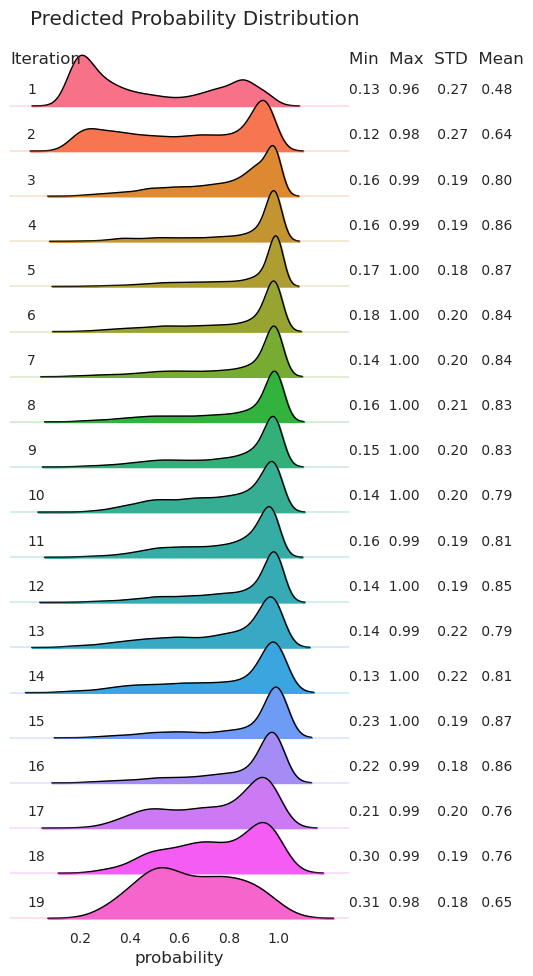 Predicted Probability Distribution
Iteration Min Max STD Mean
1 0.13 0.96 0.27 0.48
2 0.12 0.98 0.27 0.64
3 0.16 0.99 0.19 0.80
4 0.16 0.99 0.19 0.86
5 0.17 1.00 0.18 0.87
6 0.18 1.00 0.20 0.84
7 0.14 1.00 0.20 0.84
8 0.16 1.00 0.21 0.83
9 0.15 1.00 0.20 0.83
10 0.14 1.00 0.20 0.79
11 0.16 0.99 0.19 0.81
12 0.14 1.00 0.19 0.85
13 0.14 0.99 0.22 0.79
14 0.13 1.00 0.22 0.81
15 0.23 1.00 0.19 0.87
16 0.22 0.99 0.18 0.86
17 0.21 0.99 0.20 0.76
18 0.30 0.99 0.19 0.76
19 0.31 0.98 0.18 0.65
0.2 0.4 0.6 0.8 1.0
probability